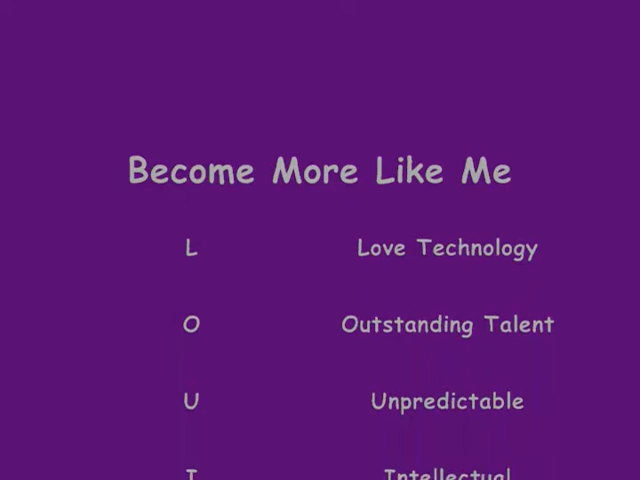 Become More Like Me
L Love Technology
O Outstanding Talent
U Unpredictable
I Intellectual